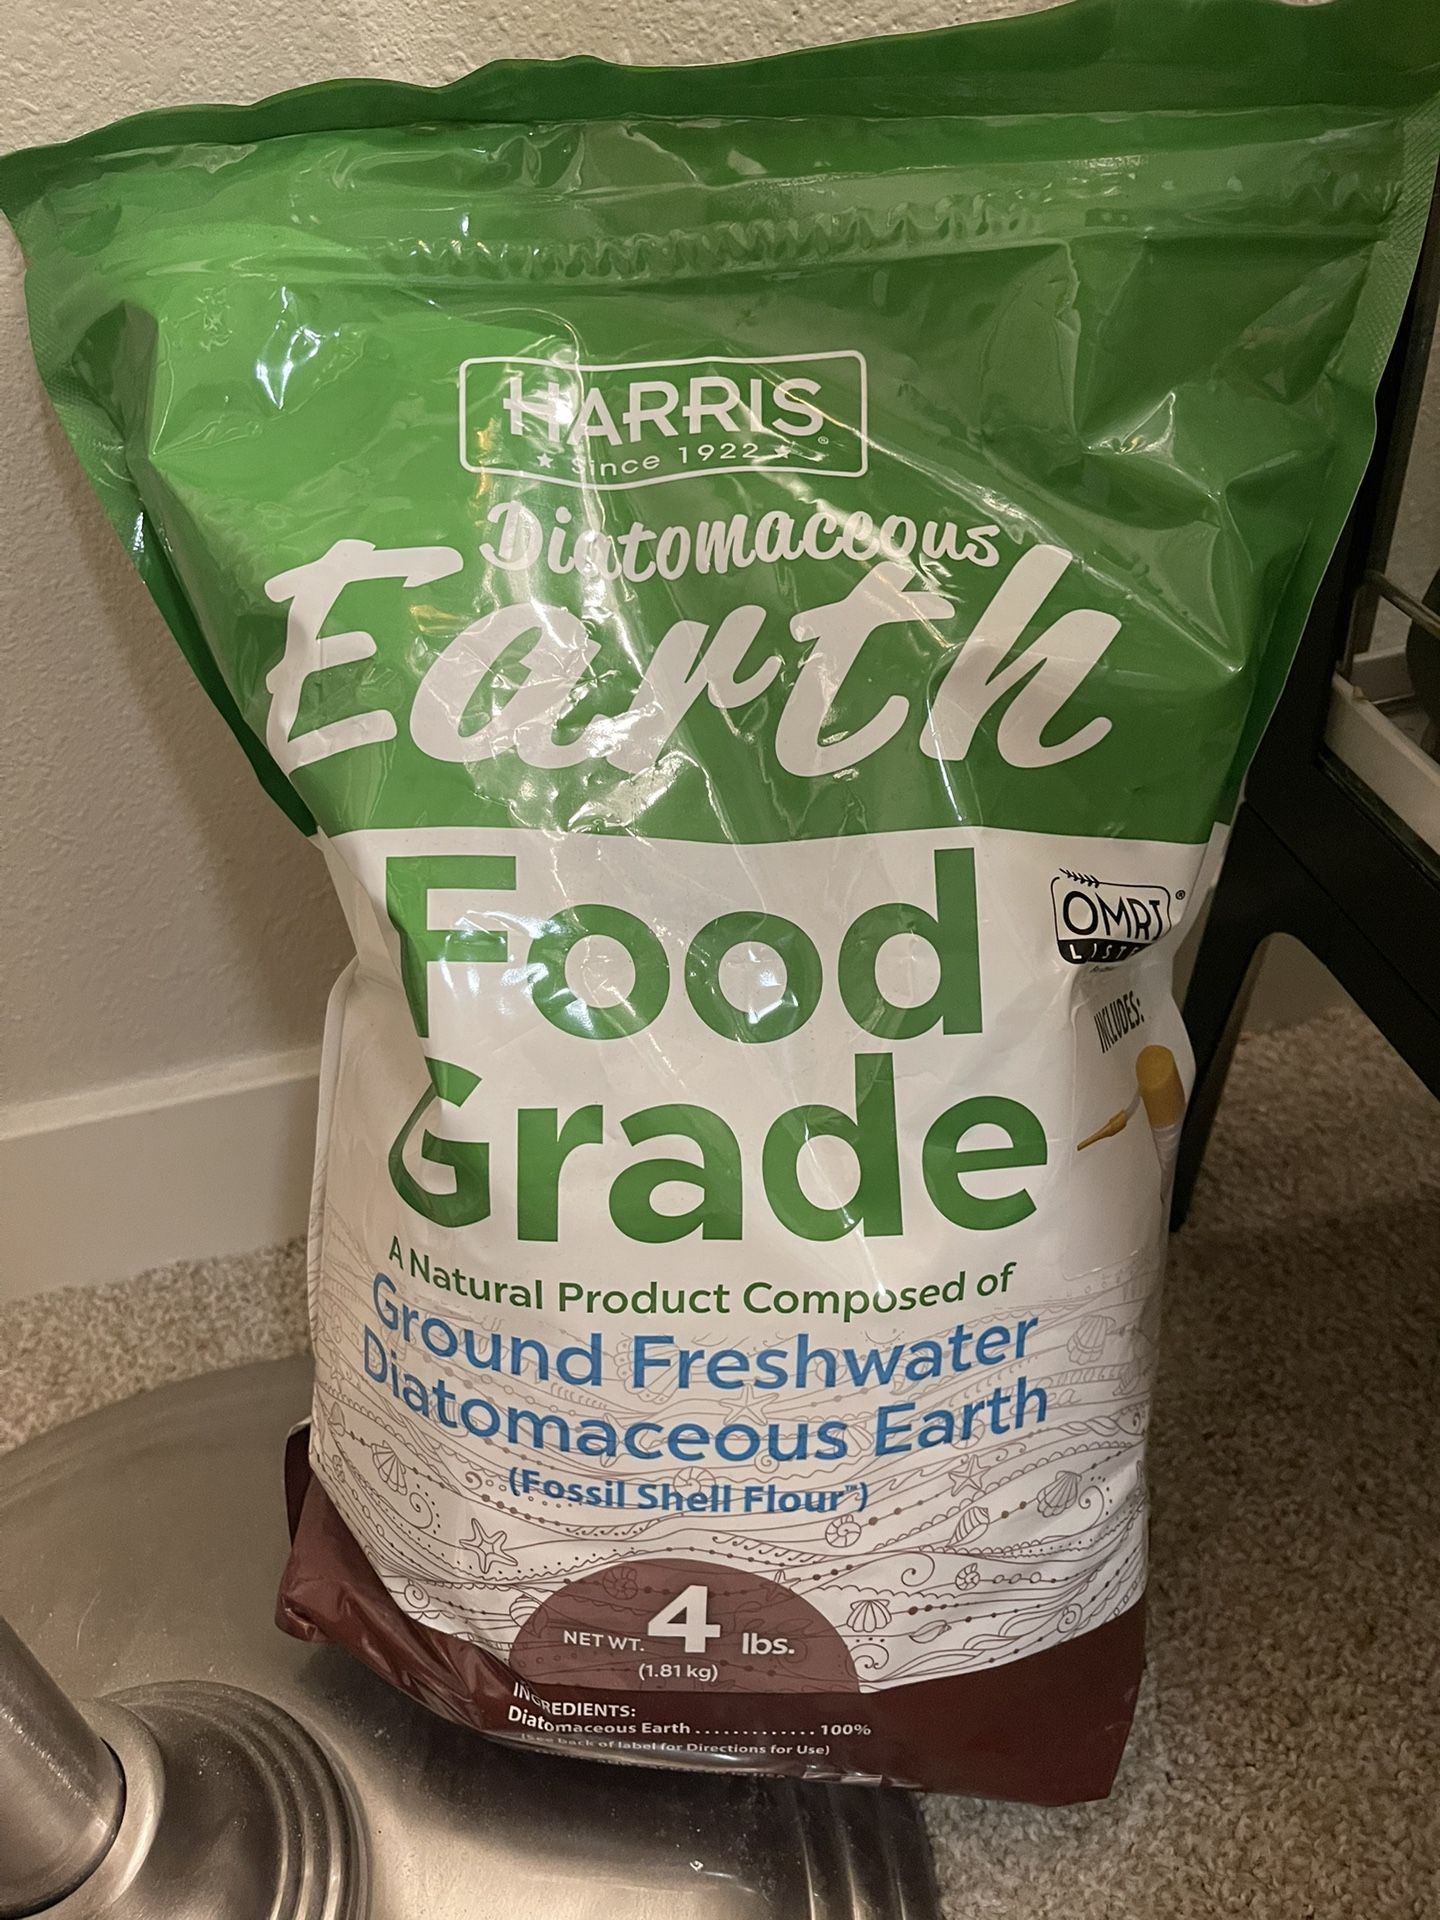 HARRIS®
★ Since 1922 ★
Diatomaceous
Earth
Food
Grade
OMRI®
LISTED
INCLUDES:
A Natural Product Composed of
Ground Freshwater
Diatomaceous Earth
(Fossil Shell Flour™)
NET WT. 4 lbs.
(1.81 kg)
INGREDIENTS:
Diatomaceous Earth ............. 100%
(See back of label for Directions for Use)